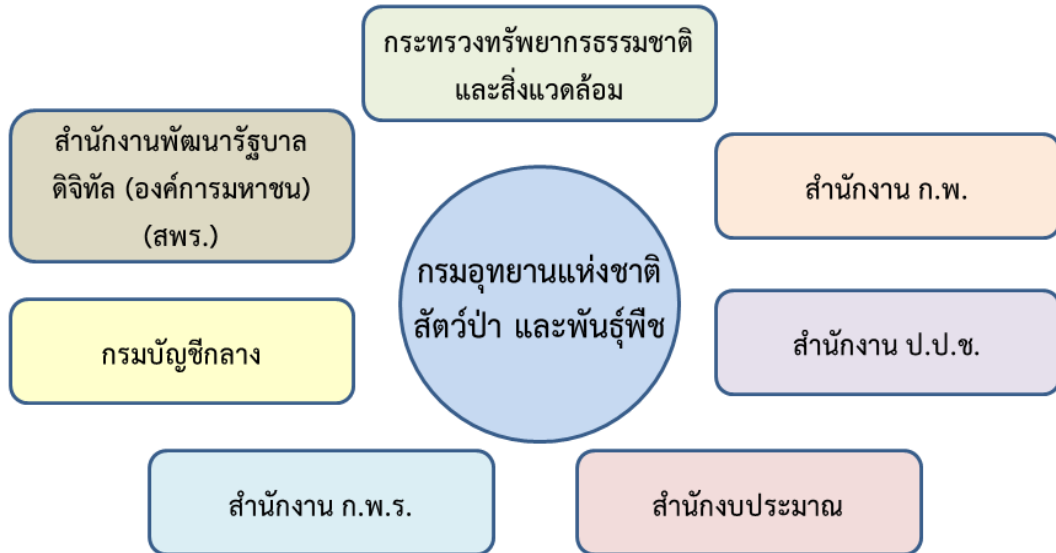 กระทรวงทรัพยากรธรรมชาติ
และสิ่งแวดล้อม
สำนักงานพัฒนารัฐบาล
ดิจิทัล (องค์การมหาชน)
(สพร.)
สำนักงาน ก.พ.
กรมอุทยานแห่งชาติ
สัตว์ป่า และพันธุ์พืช
กรมบัญชีกลาง
สำนักงาน ป.ป.ช.
สำนักงาน ก.พ.ร.
สำนักงบประมาณ